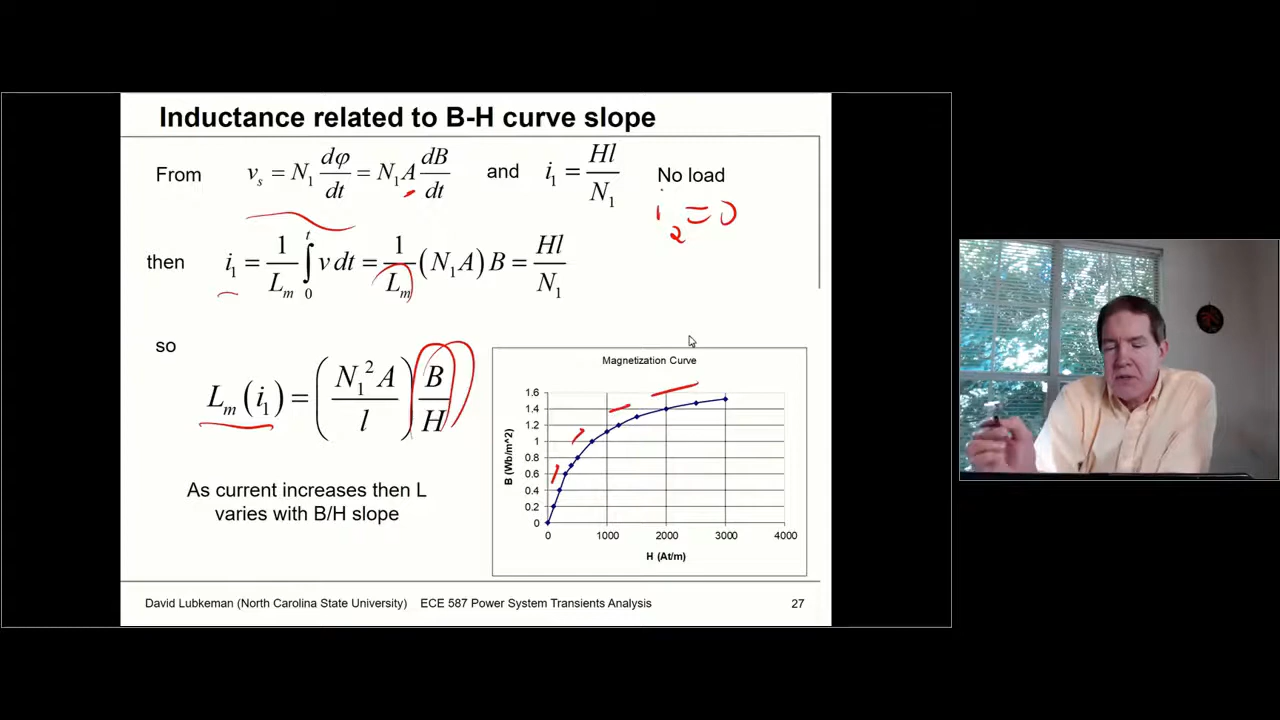 Inductance related to B-H curve slope
From v_s = N_1 dφ/dt = N_1 A dB/dt and i_1 = Hl/N_1 No load
i_2 = 0
then i_1 = 1/L_m ∫_0^t v dt = 1/L_m (N_1 A) B = Hl/N_1
so
L_m (i_1) = (N_1^2 A / l) (B/H)
As current increases then L
varies with B/H slope
Magnetization Curve
B (Wb/m^2)
1.6
1.4
1.2
1
0.8
0.6
0.4
0.2
0
0 1000 2000 3000 4000
H (At/m)
David Lubkeman (North Carolina State University) ECE 587 Power System Transients Analysis 27